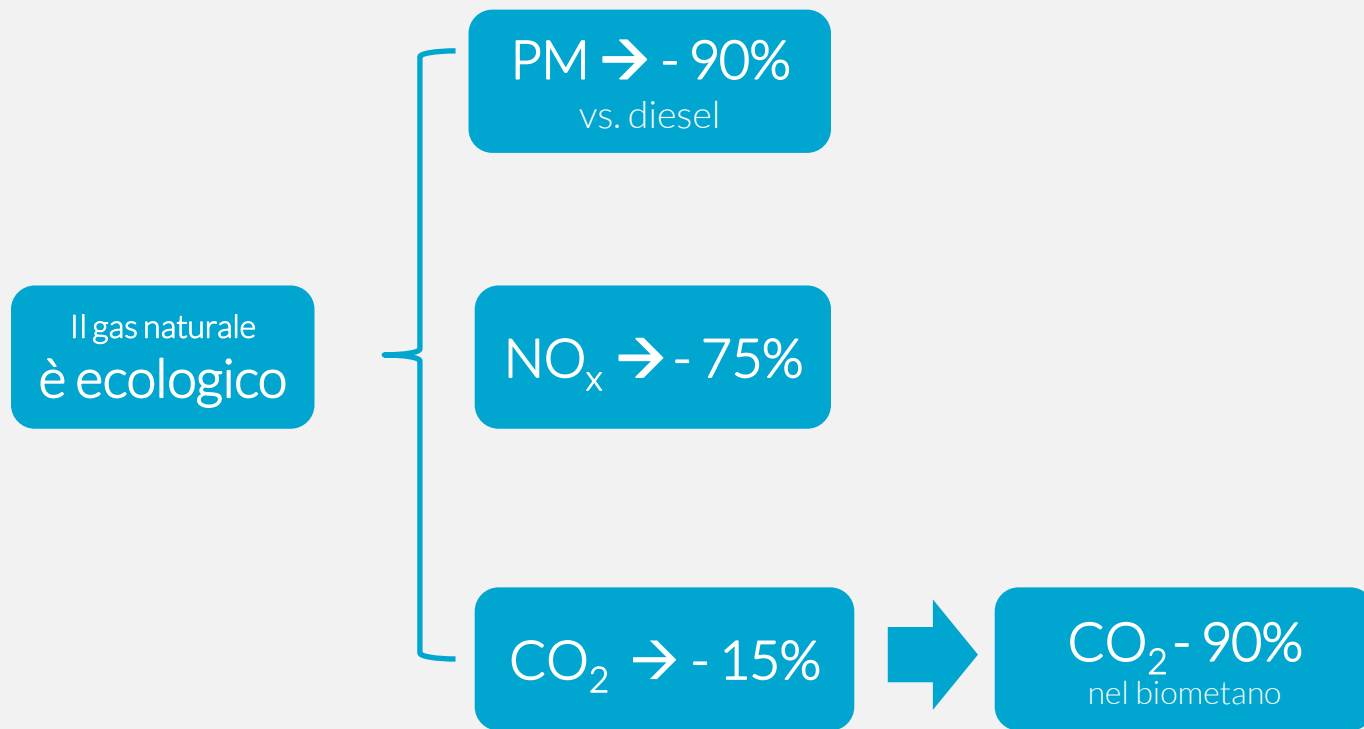 PM → - 90%
vs. diesel
Il gas naturale
è ecologico
NOₓ → - 75%
CO₂ → - 15%
CO₂ - 90%
nel biometano